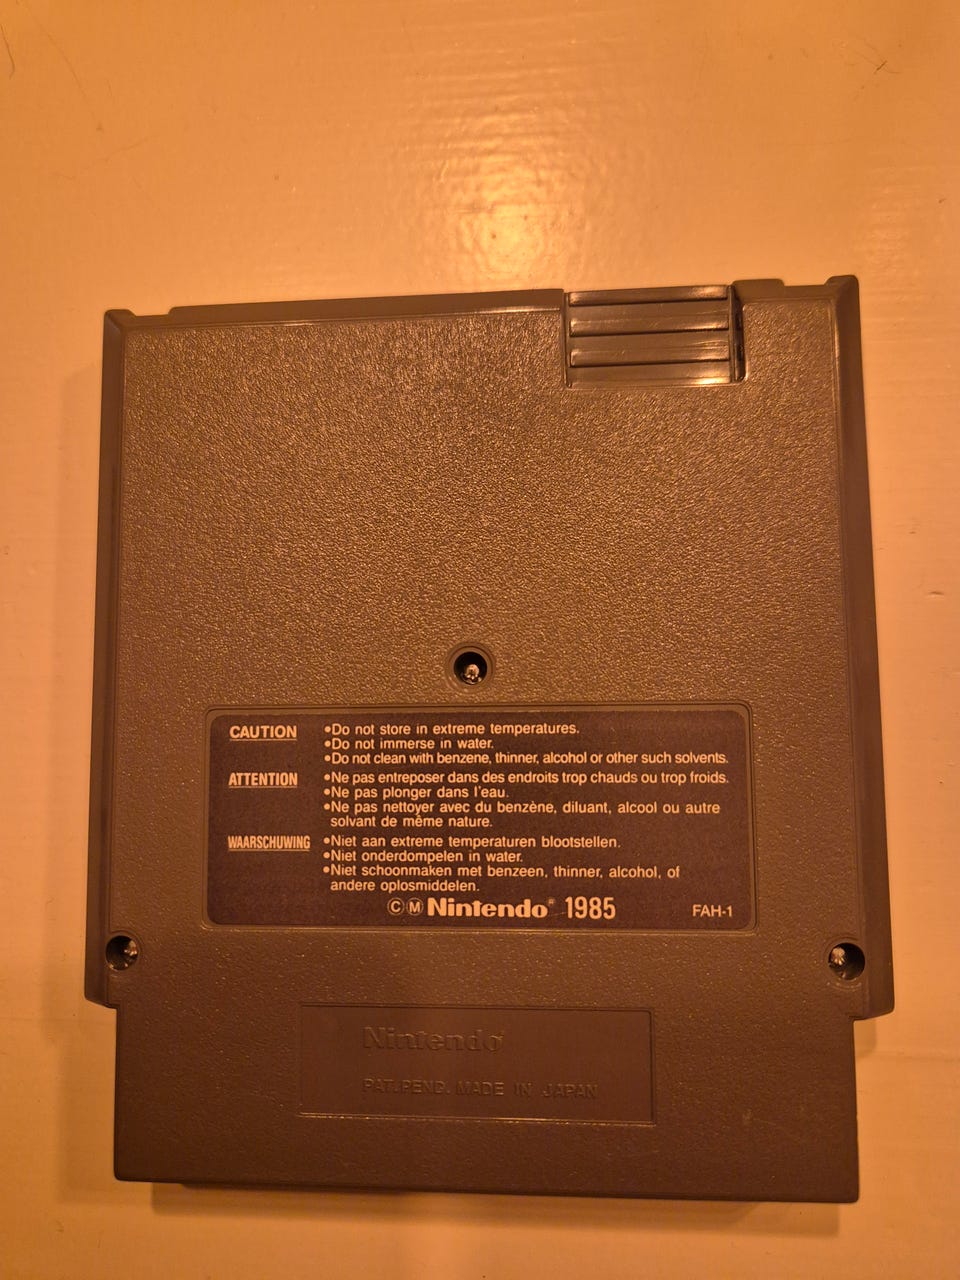 CAUTION •Do not store in extreme temperatures.
•Do not immerse in water.
•Do not clean with benzene, thinner, alcohol or other such solvents.
ATTENTION •Ne pas entreposer dans des endroits trop chauds ou trop froids.
•Ne pas plonger dans l'eau.
•Ne pas nettoyer avec du benzène, diluant, alcool ou autre
solvant de même nature.
WAARSCHUWING •Niet aan extreme temperaturen blootstellen.
•Niet onderdompelen in water.
•Niet schoonmaken met benzeen, thinner, alcohol, of
andere oplosmiddelen.
©Ⓜ Nintendo® 1985 FAH-1
Nintendo®
PAT.PEND. MADE IN JAPAN